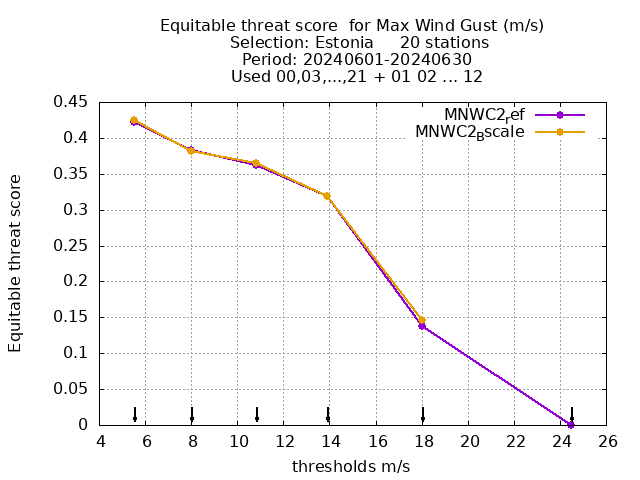 Equitable threat score  for Max Wind Gust (m/s)
Selection: Estonia     20 stations
Period: 20240601-20240630
Used 00,03,...,21 + 01 02 ... 12
MNWC2ref
MNWC2Bscale
0.45
0.4
0.35
0.3
0.25
0.2
0.15
0.1
0.05
0
Equitable threat score
4 6 8 10 12 14 16 18 20 22 24 26
thresholds m/s